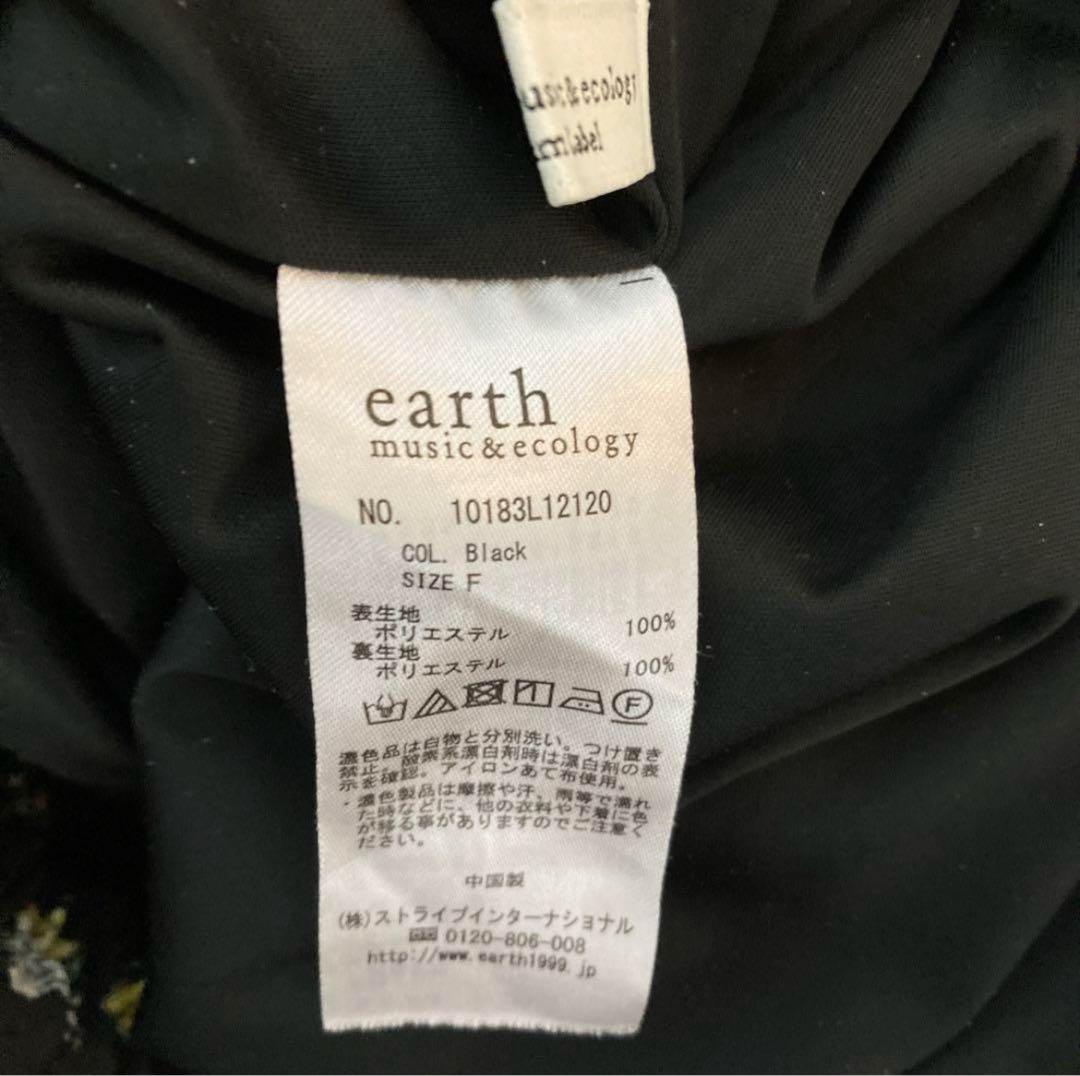 music&ecology
label
earth
music&ecology
NO. 10183L12120
COL. Black
SIZE F
表生地
ポリエステル 100%
裏生地
ポリエステル 100%
F
濃色品は白物と分別洗い。つけ置き
禁止。酸素系漂白剤時は漂白剤の表
示を確認。アイロンあて布使用。
・濃色製品は摩擦や汗、雨等で濡れ
た時などに、他の衣料や下着に色
が移る事がありますのでご注意く
ださい。
中国製
(株)ストライプインターナショナル
0120-806-008
http://www.earth1999.jp